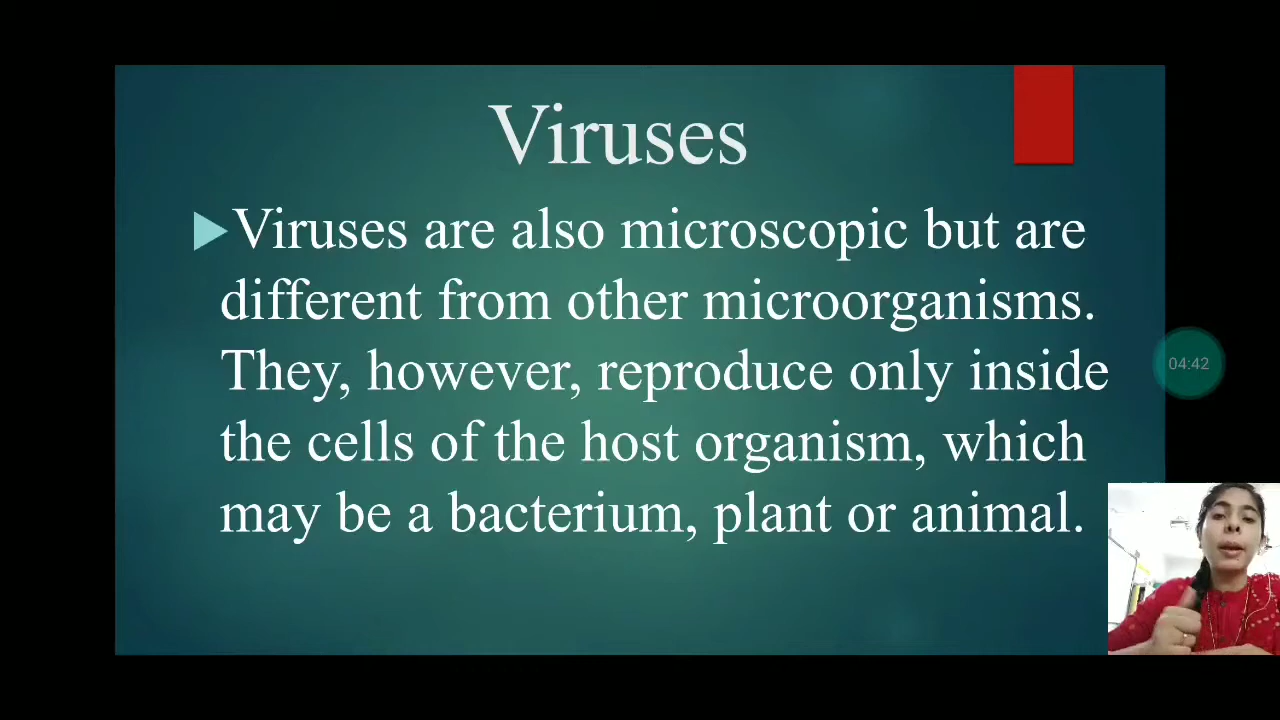 Viruses
Viruses are also microscopic but are
different from other microorganisms.
They, however, reproduce only inside
the cells of the host organism, which
may be a bacterium, plant or animal.
04:42